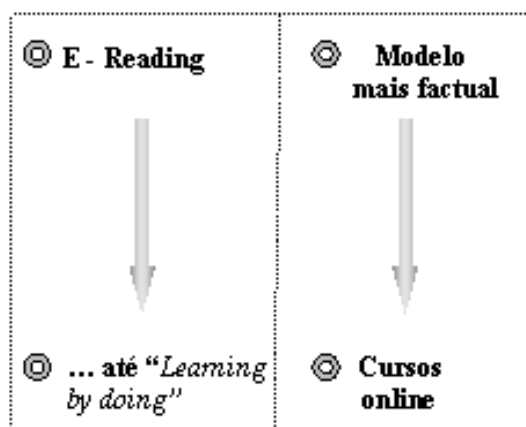 E - Reading
Modelo
mais factual
... até “Learning
by doing”
Cursos
online